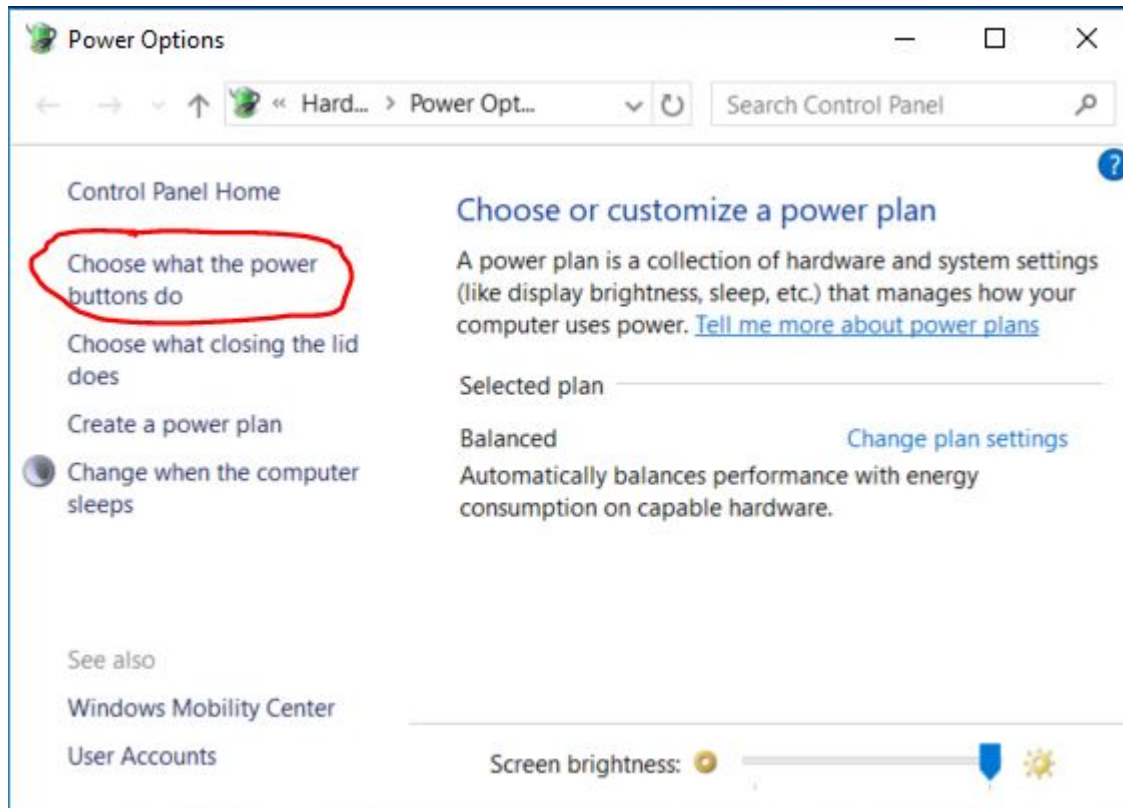 Power Options
« Hard... > Power Opt...
Search Control Panel
?
Control Panel Home
Choose what the power
buttons do
Choose what closing the lid
does
Create a power plan
Change when the computer
sleeps
See also
Windows Mobility Center
User Accounts
Choose or customize a power plan
A power plan is a collection of hardware and system settings
(like display brightness, sleep, etc.) that manages how your
computer uses power. Tell me more about power plans
Selected plan
Balanced
Change plan settings
Automatically balances performance with energy
consumption on capable hardware.
Screen brightness: